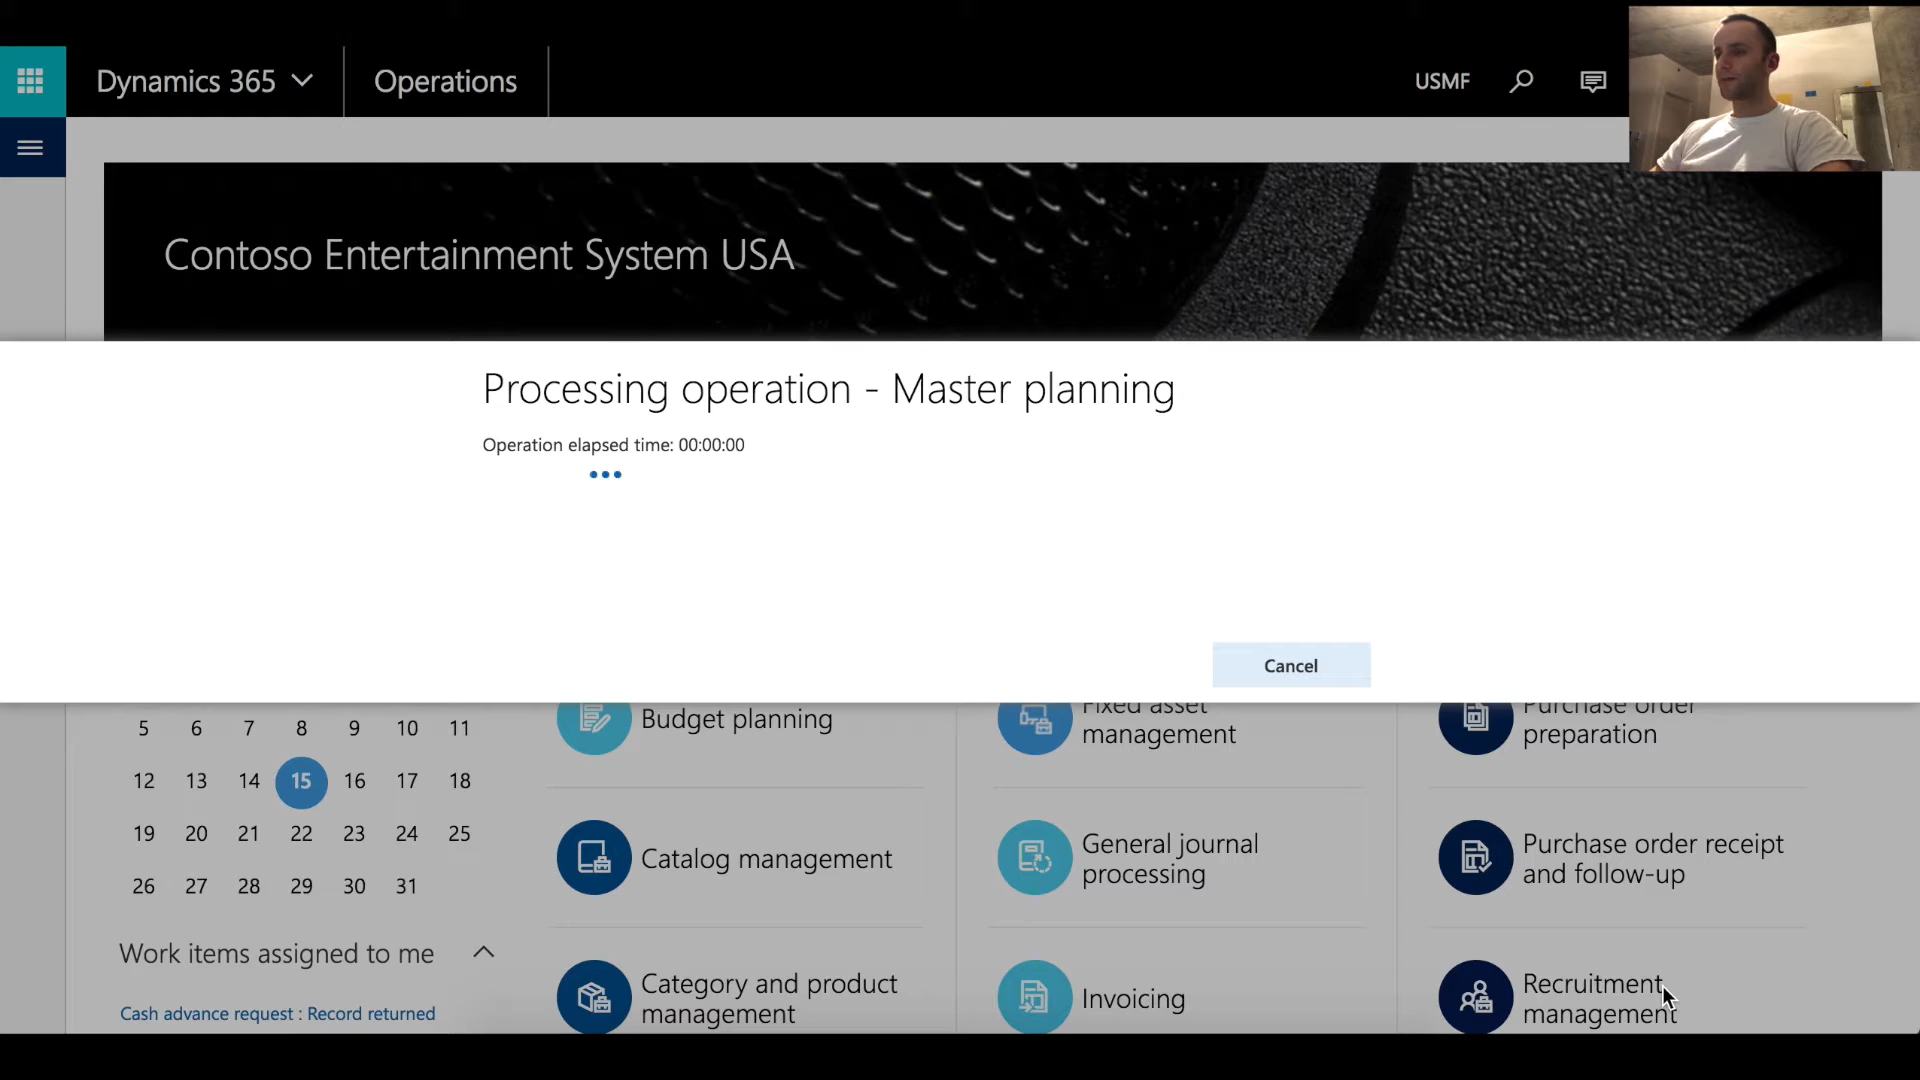 Dynamics 365
Operations
USMF
Contoso Entertainment System USA
Processing operation - Master planning
Operation elapsed time: 00:00:00
Cancel
5 6 7 8 9 10 11
12 13 14 15 16 17 18
19 20 21 22 23 24 25
26 27 28 29 30 31
Work items assigned to me
Cash advance request : Record returned
Budget planning
Catalog management
Category and product
management
Fixed asset
management
General journal
processing
Invoicing
Purchase order
preparation
Purchase order receipt
and follow-up
Recruitment
management